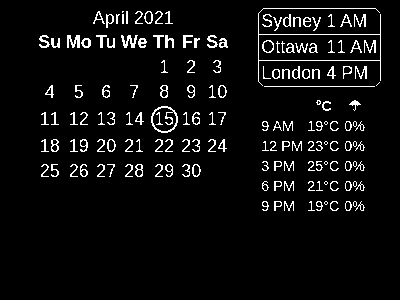 April 2021
Su Mo Tu We Th Fr Sa
1 2 3
4 5 6 7 8 9 10
11 12 13 14 15 16 17
18 19 20 21 22 23 24
25 26 27 28 29 30
Sydney 1 AM
Ottawa 11 AM
London 4 PM
°C ☂
9 AM 19°C 0%
12 PM 23°C 0%
3 PM 25°C 0%
6 PM 21°C 0%
9 PM 19°C 0%